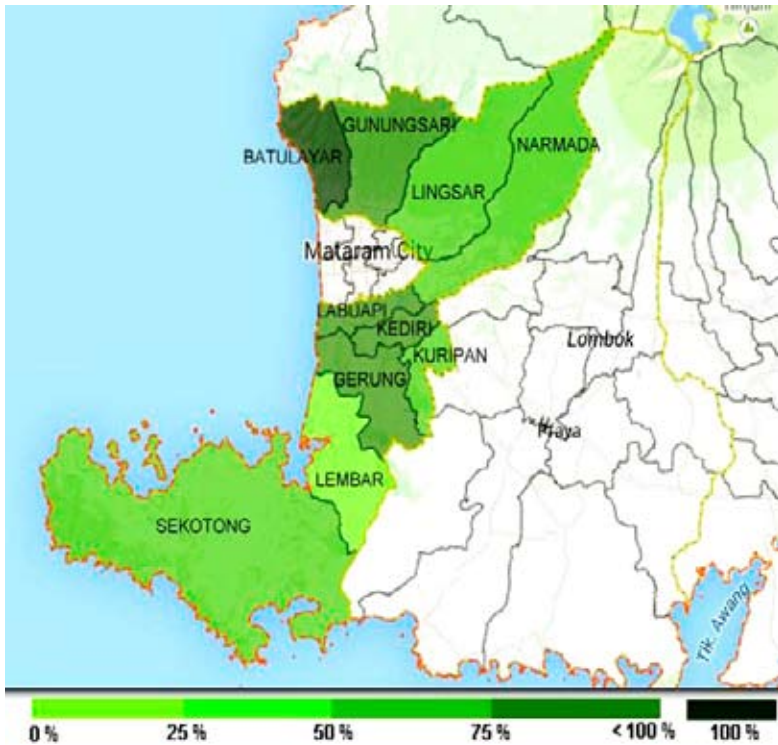 GUNUNGSARI
BATULAYAR
NARMADA
LINGSAR
Mataram City
LABUAPI
KEDIRI
KURIPAN
Lombok
GERUNG
Praya
LEMBAR
SEKOTONG
Tlk. Awang
0 %
25 %
50 %
75 %
< 100 %
100 %